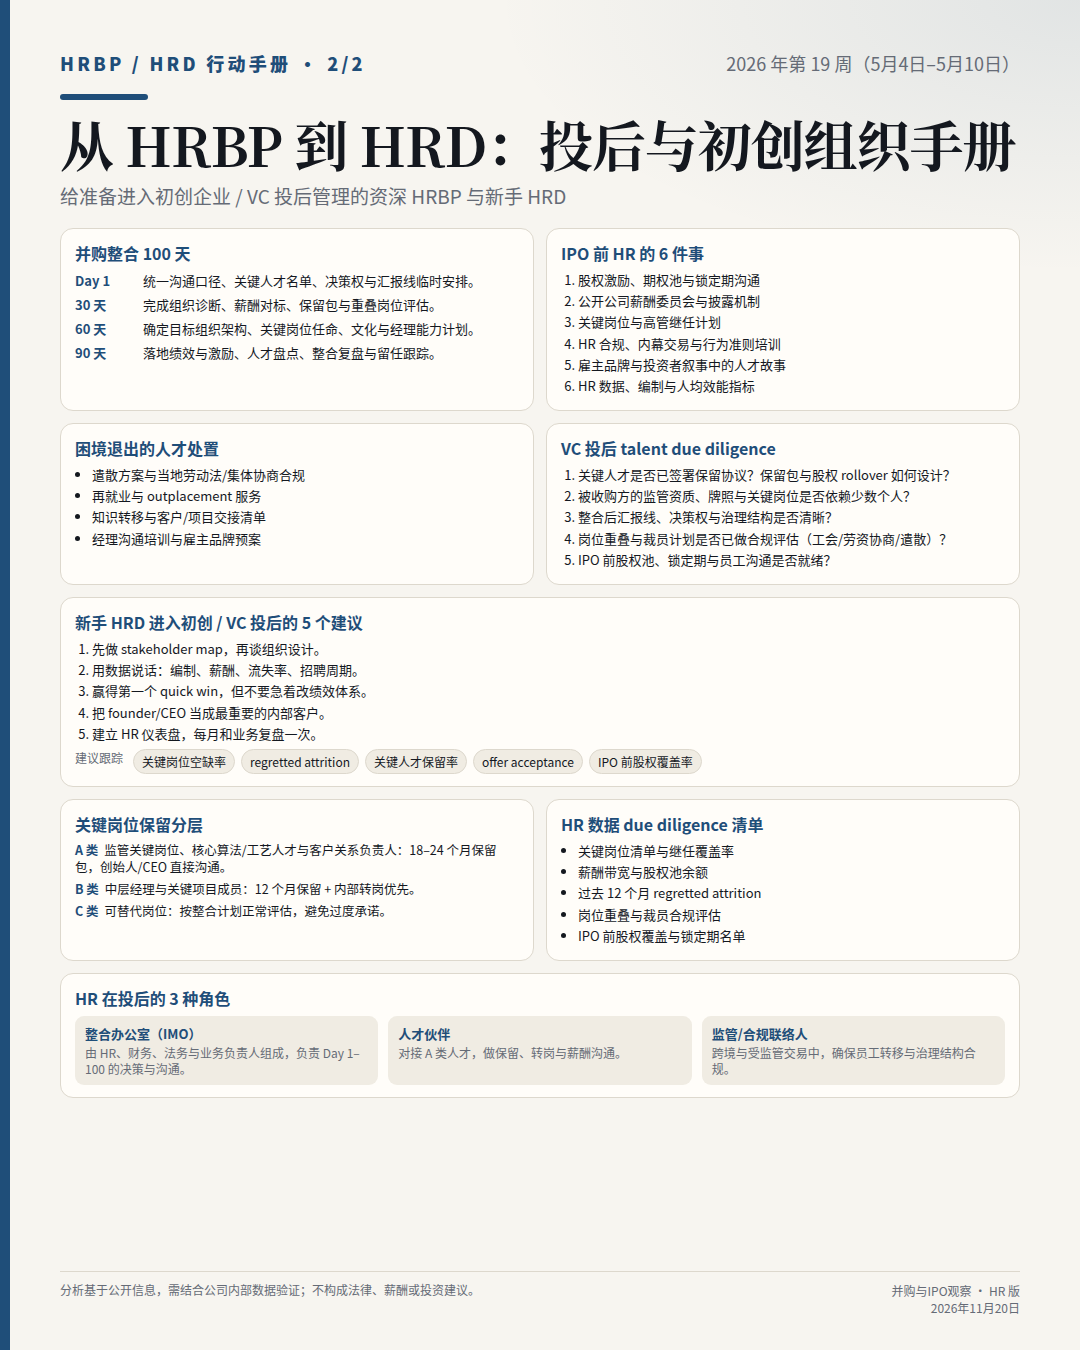 HRBP / HRD 行动手册 · 2/2
2026 年第 19 周（5月4日–5月10日）
从 HRBP 到 HRD：投后与初创组织手册
给准备进入初创企业 / VC 投后管理的资深 HRBP 与新手 HRD
并购整合 100 天
Day 1 统一沟通口径、关键人才名单、决策权与汇报线临时安排。
30 天 完成组织诊断、薪酬对标、保留包与重叠岗位评估。
60 天 确定目标组织架构、关键岗位任命、文化与经理能力计划。
90 天 落地绩效与激励、人才盘点、整合复盘与留任跟踪。
IPO 前 HR 的 6 件事
1. 股权激励、期权池与锁定期沟通
2. 公开公司薪酬委员会与披露机制
3. 关键岗位与高管继任计划
4. HR 合规、内幕交易与行为准则培训
5. 雇主品牌与投资者叙事中的人才故事
6. HR 数据、编制与人均效能指标
困境退出的人才处置
• 遣散方案与当地劳动法/集体协商合规
• 再就业与 outplacement 服务
• 知识转移与客户/项目交接清单
• 经理沟通培训与雇主品牌预案
VC 投后 talent due diligence
1. 关键人才是否已签署保留协议？保留包与股权 rollover 如何设计？
2. 被收购方的监管资质、牌照与关键岗位是否依赖少数个人？
3. 整合后汇报线、决策权与治理结构是否清晰？
4. 岗位重叠与裁员计划是否已做合规评估（工会/劳资协商/遣散）？
5. IPO 前股权池、锁定期与员工沟通是否就绪？
新手 HRD 进入初创 / VC 投后的 5 个建议
1. 先做 stakeholder map，再谈组织设计。
2. 用数据说话：编制、薪酬、流失率、招聘周期。
3. 赢得第一个 quick win，但不要急着改绩效体系。
4. 把 founder/CEO 当成最重要的内部客户。
5. 建立 HR 仪表盘，每月和业务复盘一次。
建议跟踪 关键岗位空缺率 regretted attrition 关键人才保留率 offer acceptance IPO 前股权覆盖率
关键岗位保留分层
A 类 监管关键岗位、核心算法/工艺人才与客户关系负责人：18–24 个月保留
包，创始人/CEO 直接沟通。
B 类 中层经理与关键项目成员：12 个月保留 + 内部转岗优先。
C 类 可替代岗位：按整合计划正常评估，避免过度承诺。
HR 数据 due diligence 清单
• 关键岗位清单与继任覆盖率
• 薪酬带宽与股权池余额
• 过去 12 个月 regretted attrition
• 岗位重叠与裁员合规评估
• IPO 前股权覆盖与锁定期名单
HR 在投后的 3 种角色
整合办公室（IMO）
由 HR、财务、法务与业务负责人组成，负责 Day 1–
100 的决策与沟通。
人才伙伴
对接 A 类人才，做保留、转岗与薪酬沟通。
监管/合规联络人
跨境与受监管交易中，确保员工转移与治理结构合
规。
分析基于公开信息，需结合公司内部数据验证；不构成法律、薪酬或投资建议。
并购与IPO观察 · HR 版
2026年11月20日